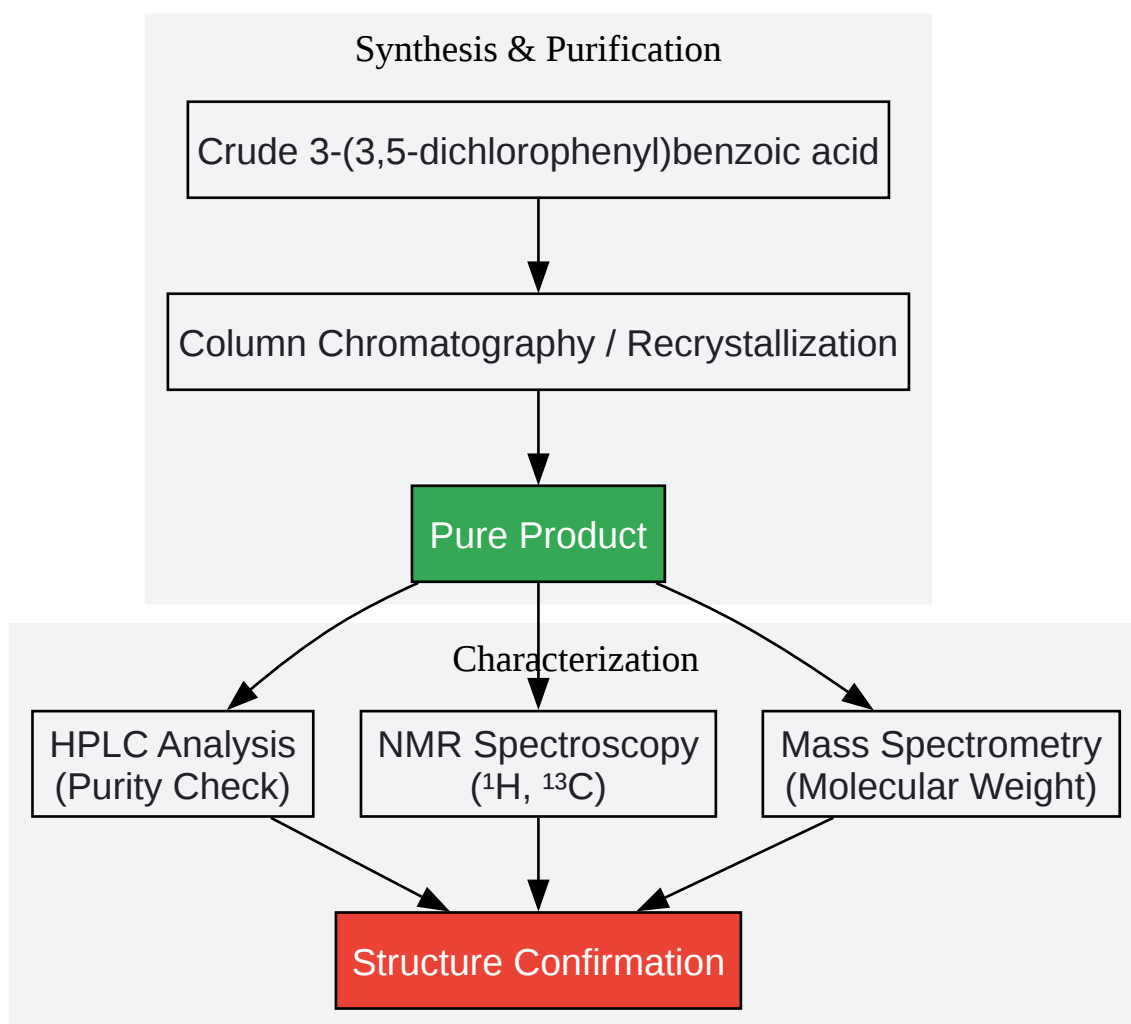 Synthesis & Purification
Crude 3-(3,5-dichlorophenyl)benzoic acid
Column Chromatography / Recrystallization
Pure Product
Characterization
HPLC Analysis
(Purity Check)
NMR Spectroscopy
(¹H, ¹³C)
Mass Spectrometry
(Molecular Weight)
Structure Confirmation